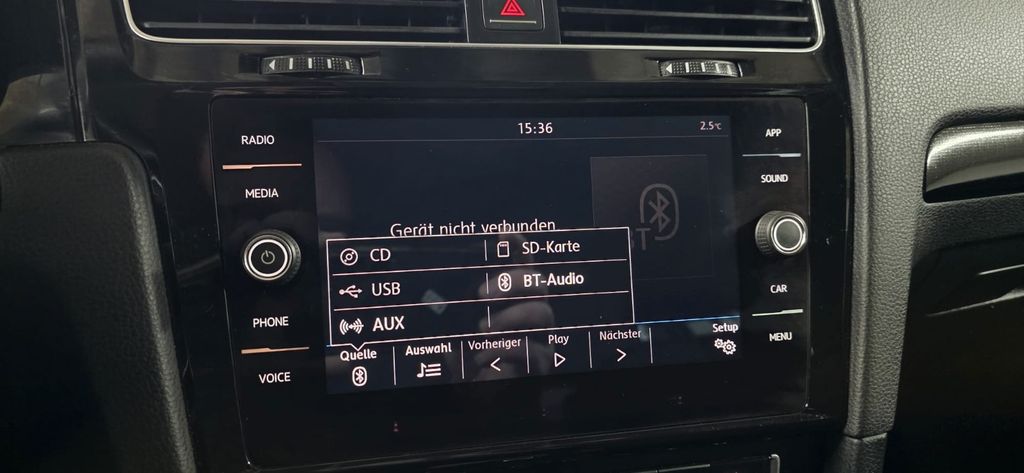 RADIO
MEDIA
PHONE
VOICE
15:36
2.5°C
Gerät nicht verbunden
BT
CD
SD-Karte
USB
BT-Audio
AUX
Quelle
Auswahl
Vorheriger
Play
Nächster
Setup
APP
SOUND
CAR
MENU